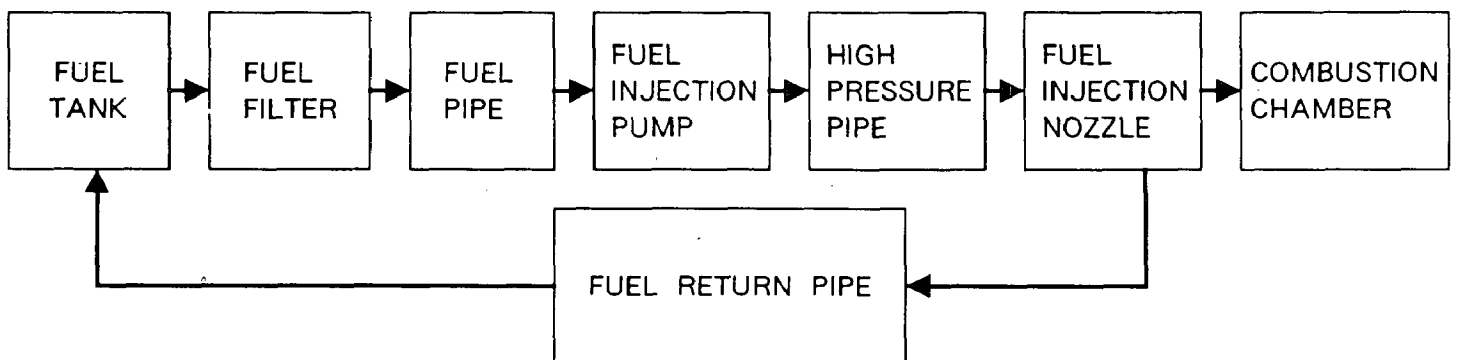 FUEL
TANK
FUEL
FILTER
FUEL
PIPE
FUEL
INJECTION
PUMP
HIGH
PRESSURE
PIPE
FUEL
INJECTION
NOZZLE
COMBUSTION
CHAMBER
FUEL RETURN PIPE